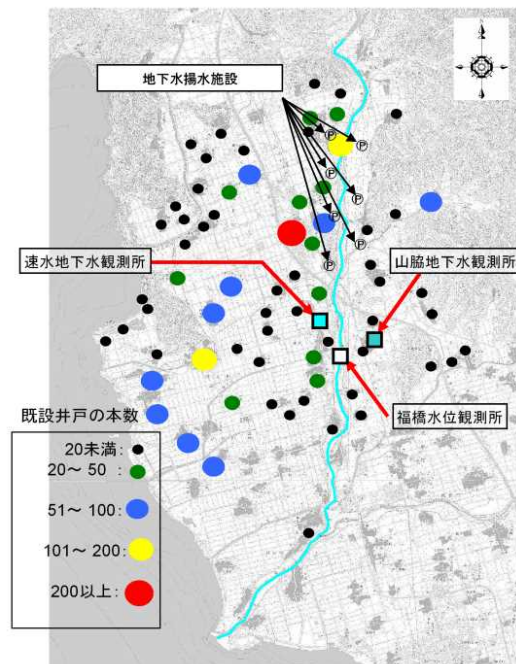 地下水揚水施設
Ⓟ
Ⓟ
Ⓟ
Ⓟ
Ⓟ
Ⓟ
Ⓟ
速水地下水観測所
山脇地下水観測所
福橋水位観測所
既設井戸の本数
20未満:
20~ 50 :
51~ 100:
101~ 200:
200以上: